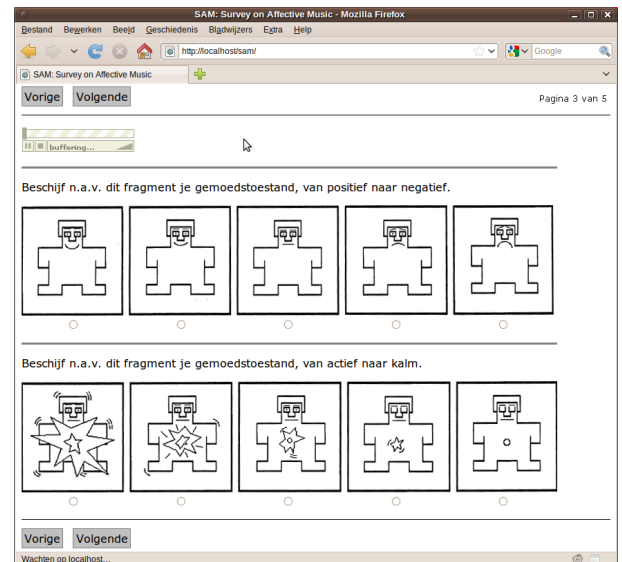 SAM: Survey on Affective Music - Mozilla Firefox
Bestand Bewerken Beeld Geschiedenis Bladwijzers Extra Help
http://localhost/sam/ Google
SAM: Survey on Affective Music
Vorige Volgende Pagina 3 van 5
buffering...
Beschijf n.a.v. dit fragment je gemoedstoestand, van positief naar negatief.
Beschijf n.a.v. dit fragment je gemoedstoestand, van actief naar kalm.
Vorige Volgende
Wachten op localhost...